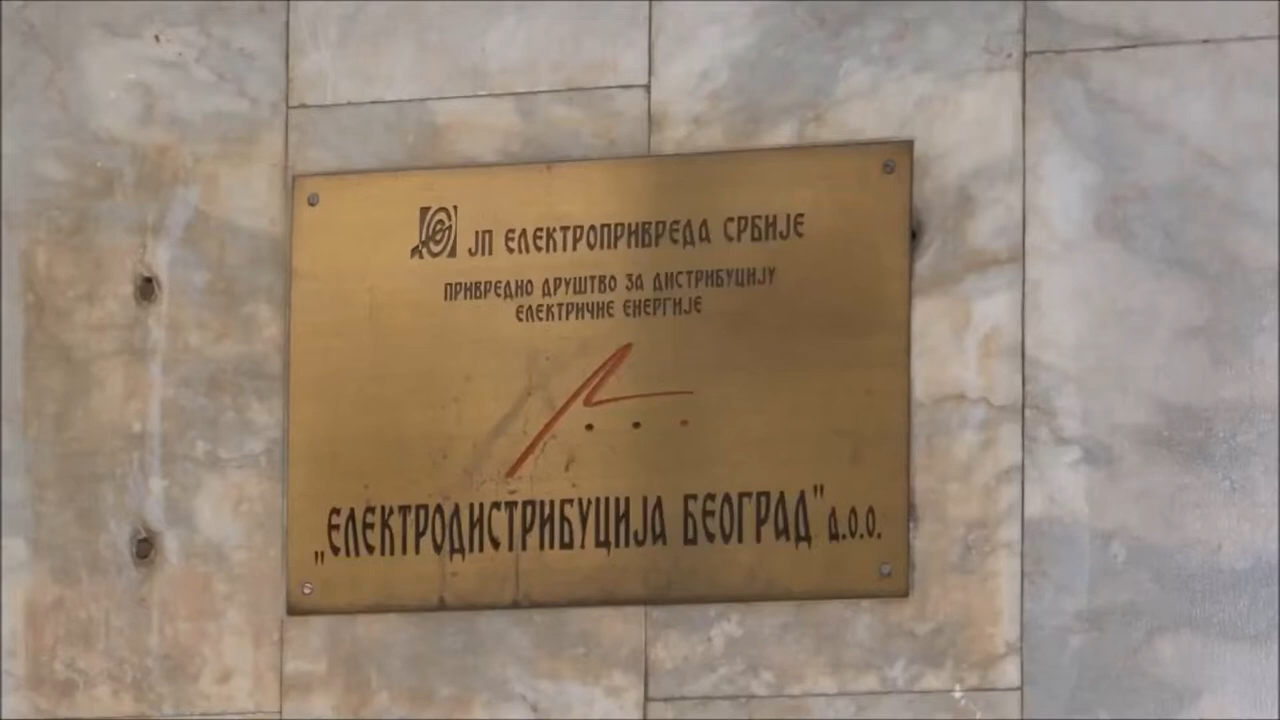 ЈП ЕЛЕКТРОПРИВРЕДА СРБИЈЕ
ПРИВРЕДНО ДРУШТВО ЗА ДИСТРИБУЦИЈУ
ЕЛЕКТРИЧНЕ ЕНЕРГИЈЕ
„ЕЛЕКТРОДИСТРИБУЦИЈА БЕОГРАД" Д.О.О.